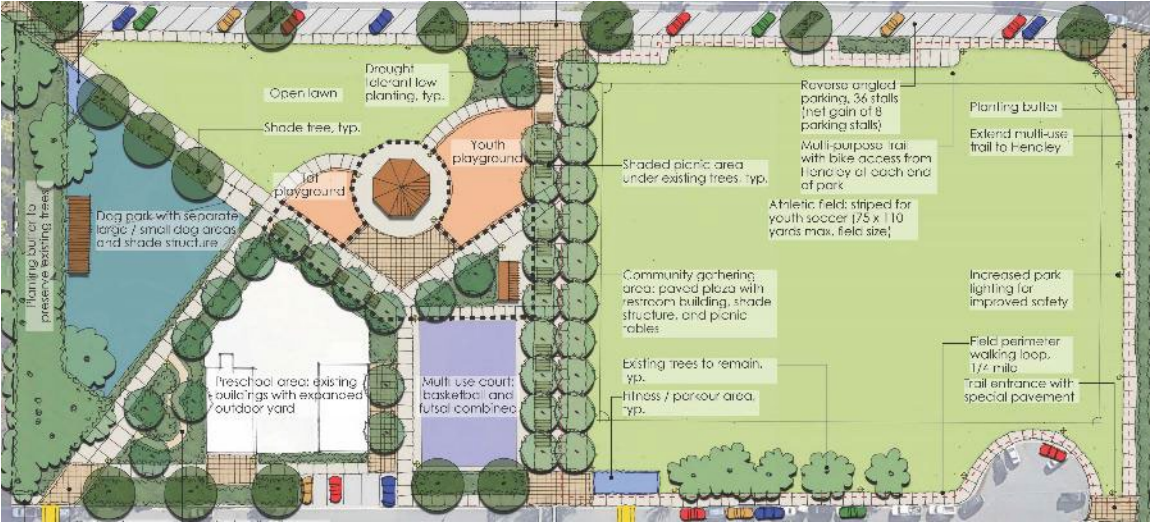 Drought
tolerant low
planting, typ.
Open lawn
Shade tree, typ.
Youth
playground
Tot
playground
Dog park with separate
large / small dog areas
and shade structure
Planting buffer to
preserve existing trees
Preschool area: existing
buildings with expanded
outdoor yard
Multi use court:
basketball and
futsal combined
Shaded picnic area
under existing trees, typ.
Community gathering
area: paved plaza with
restroom building, shade
structure, and picnic
tables
Existing trees to remain,
typ.
Fitness / parkour area,
typ.
Reverse angled
parking, 36 stalls
(net gain of 8
parking stalls)
Multi-purpose trail
with bike access from
Hendley at each end
of park
Athletic field: striped for
youth soccer (75 x 110
yards max. field size)
Planting buffer
Extend multi-use
trail to Hendley
Increased park
lighting for
improved safety
Field perimeter
walking loop,
1/4 mile
Trail entrance with
special pavement